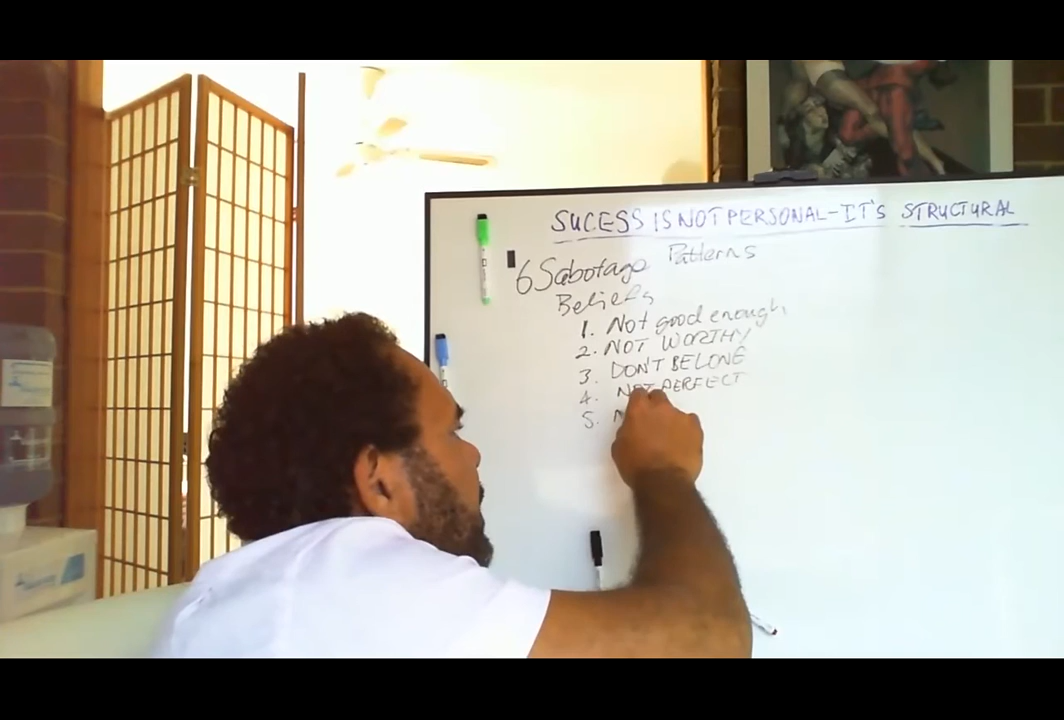 SUCESS IS NOT PERSONAL-IT'S STRUCTURAL
6 Sabotage Patterns
Beliefs
1. Not good enough,
2. NOT WORTHY
3. DON'T BELONG
4. NOT PERFECT
5. N